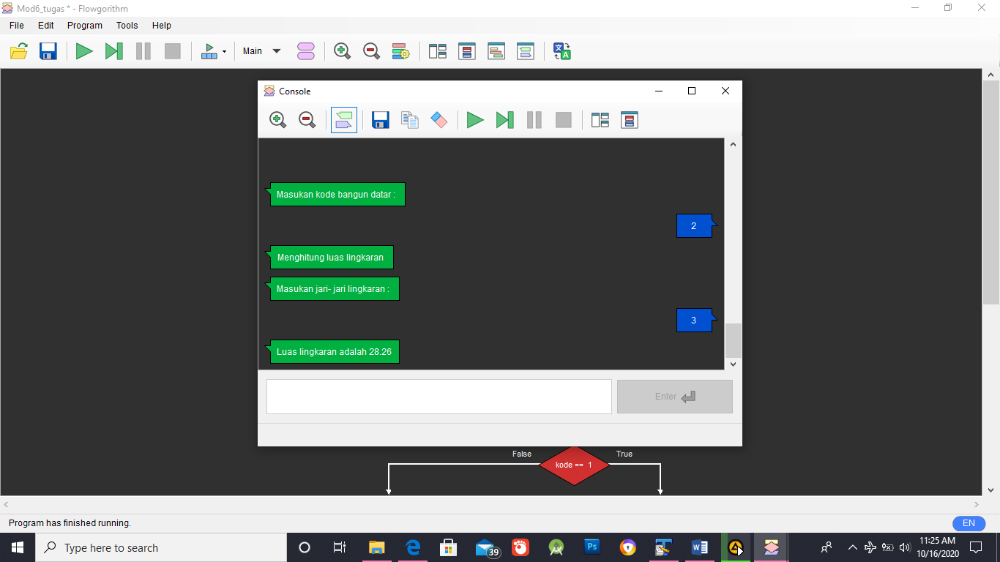 Mod6_tugas * - Flowgorithm
File Edit Program Tools Help
Main
Console
Masukan kode bangun datar :
2
Menghitung luas lingkaran
Masukan jari- jari lingkaran :
3
Luas lingkaran adalah 28.26
Enter
False
True
kode == 1
Program has finished running.
EN
Type here to search
39
Ps
11:25 AM
10/16/2020